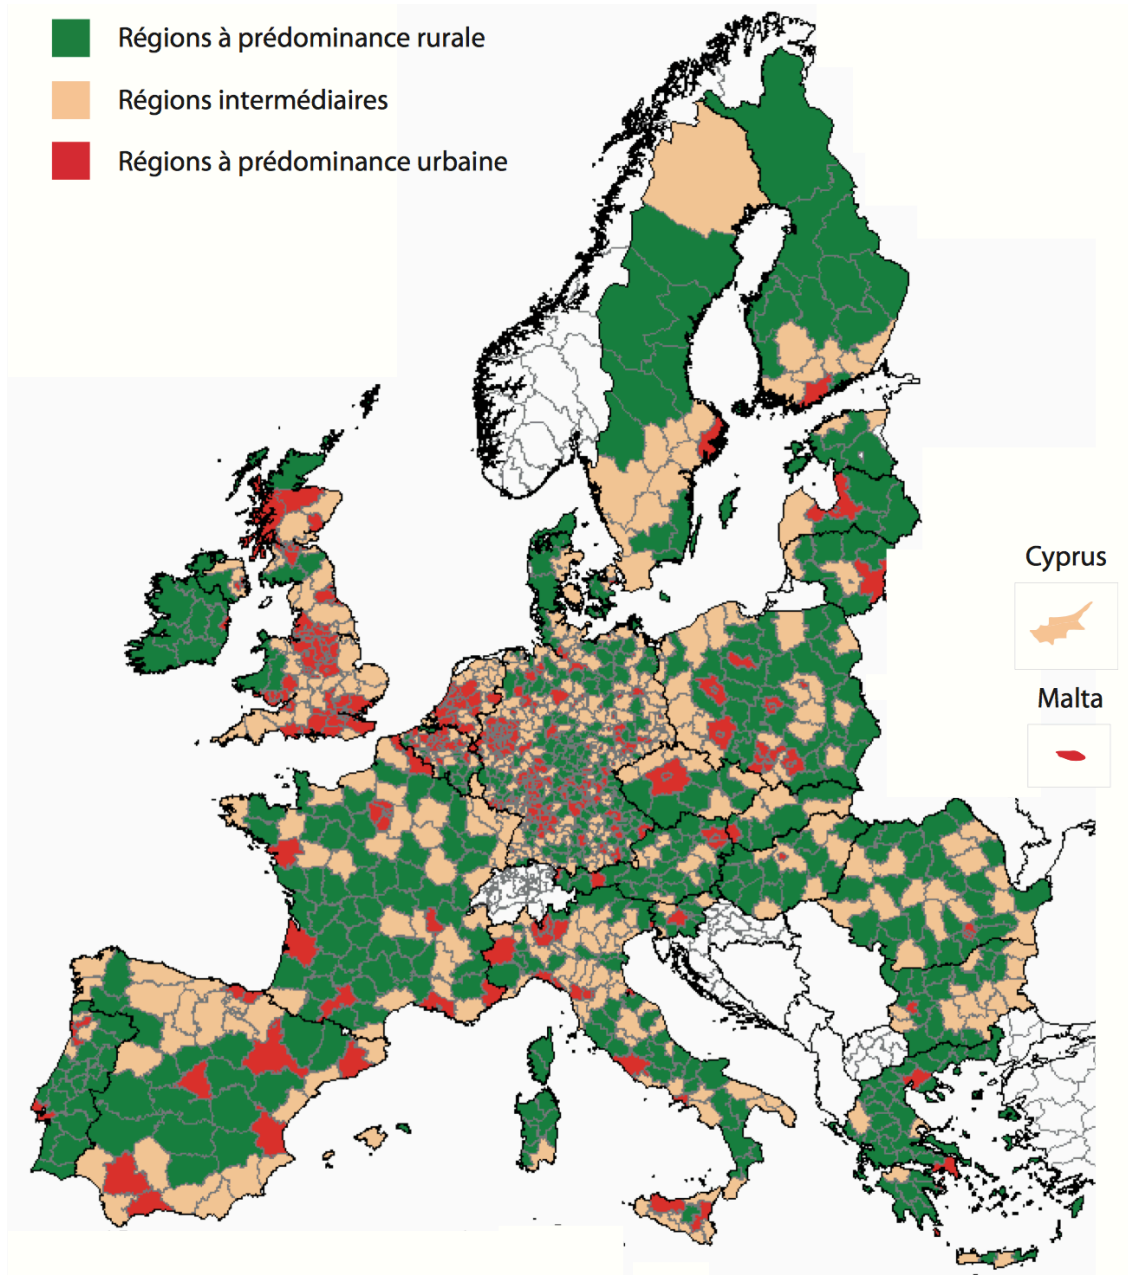 Régions à prédominance rurale
Régions intermédiaires
Régions à prédominance urbaine
Cyprus
Malta